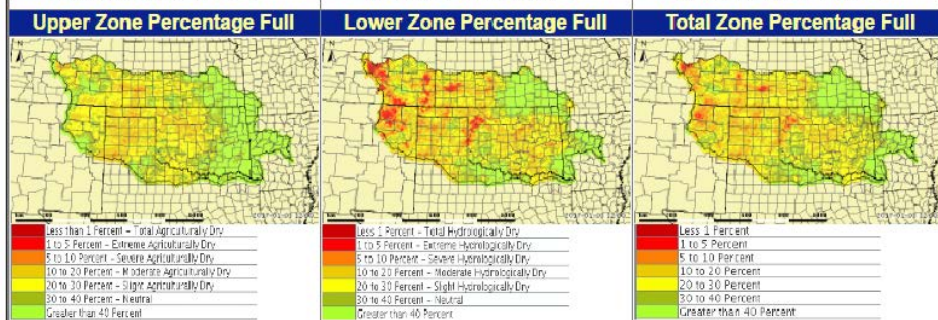 Upper Zone Percentage Full
Less than 1 Percent - Total Agriculturally Dry
1 to 5 Percent - Extreme Agriculturally Dry
5 to 10 Percent - Severe Agriculturally Dry
10 to 20 Percent - Moderate Agriculturally Dry
20 to 30 Percent - Slight Agriculturally Dry
30 to 40 Percent - Neutral
Greater than 40 Percent
Lower Zone Percentage Full
Less 1 Percent - Total Hydrologically Dry
1 to 5 Percent - Extreme Hydrologically Dry
5 to 10 Percent - Severe Hydrologically Dry
10 to 20 Percent - Moderate Hydrologically Dry
20 to 30 Percent - Slight Hydrologically Dry
30 to 40 Percent - Neutral
Greater than 40 Percent
Total Zone Percentage Full
Less 1 Percent
1 to 5 Percent
5 to 10 Percent
10 to 20 Percent
20 to 30 Percent
30 to 40 Percent
Greater than 40 Percent